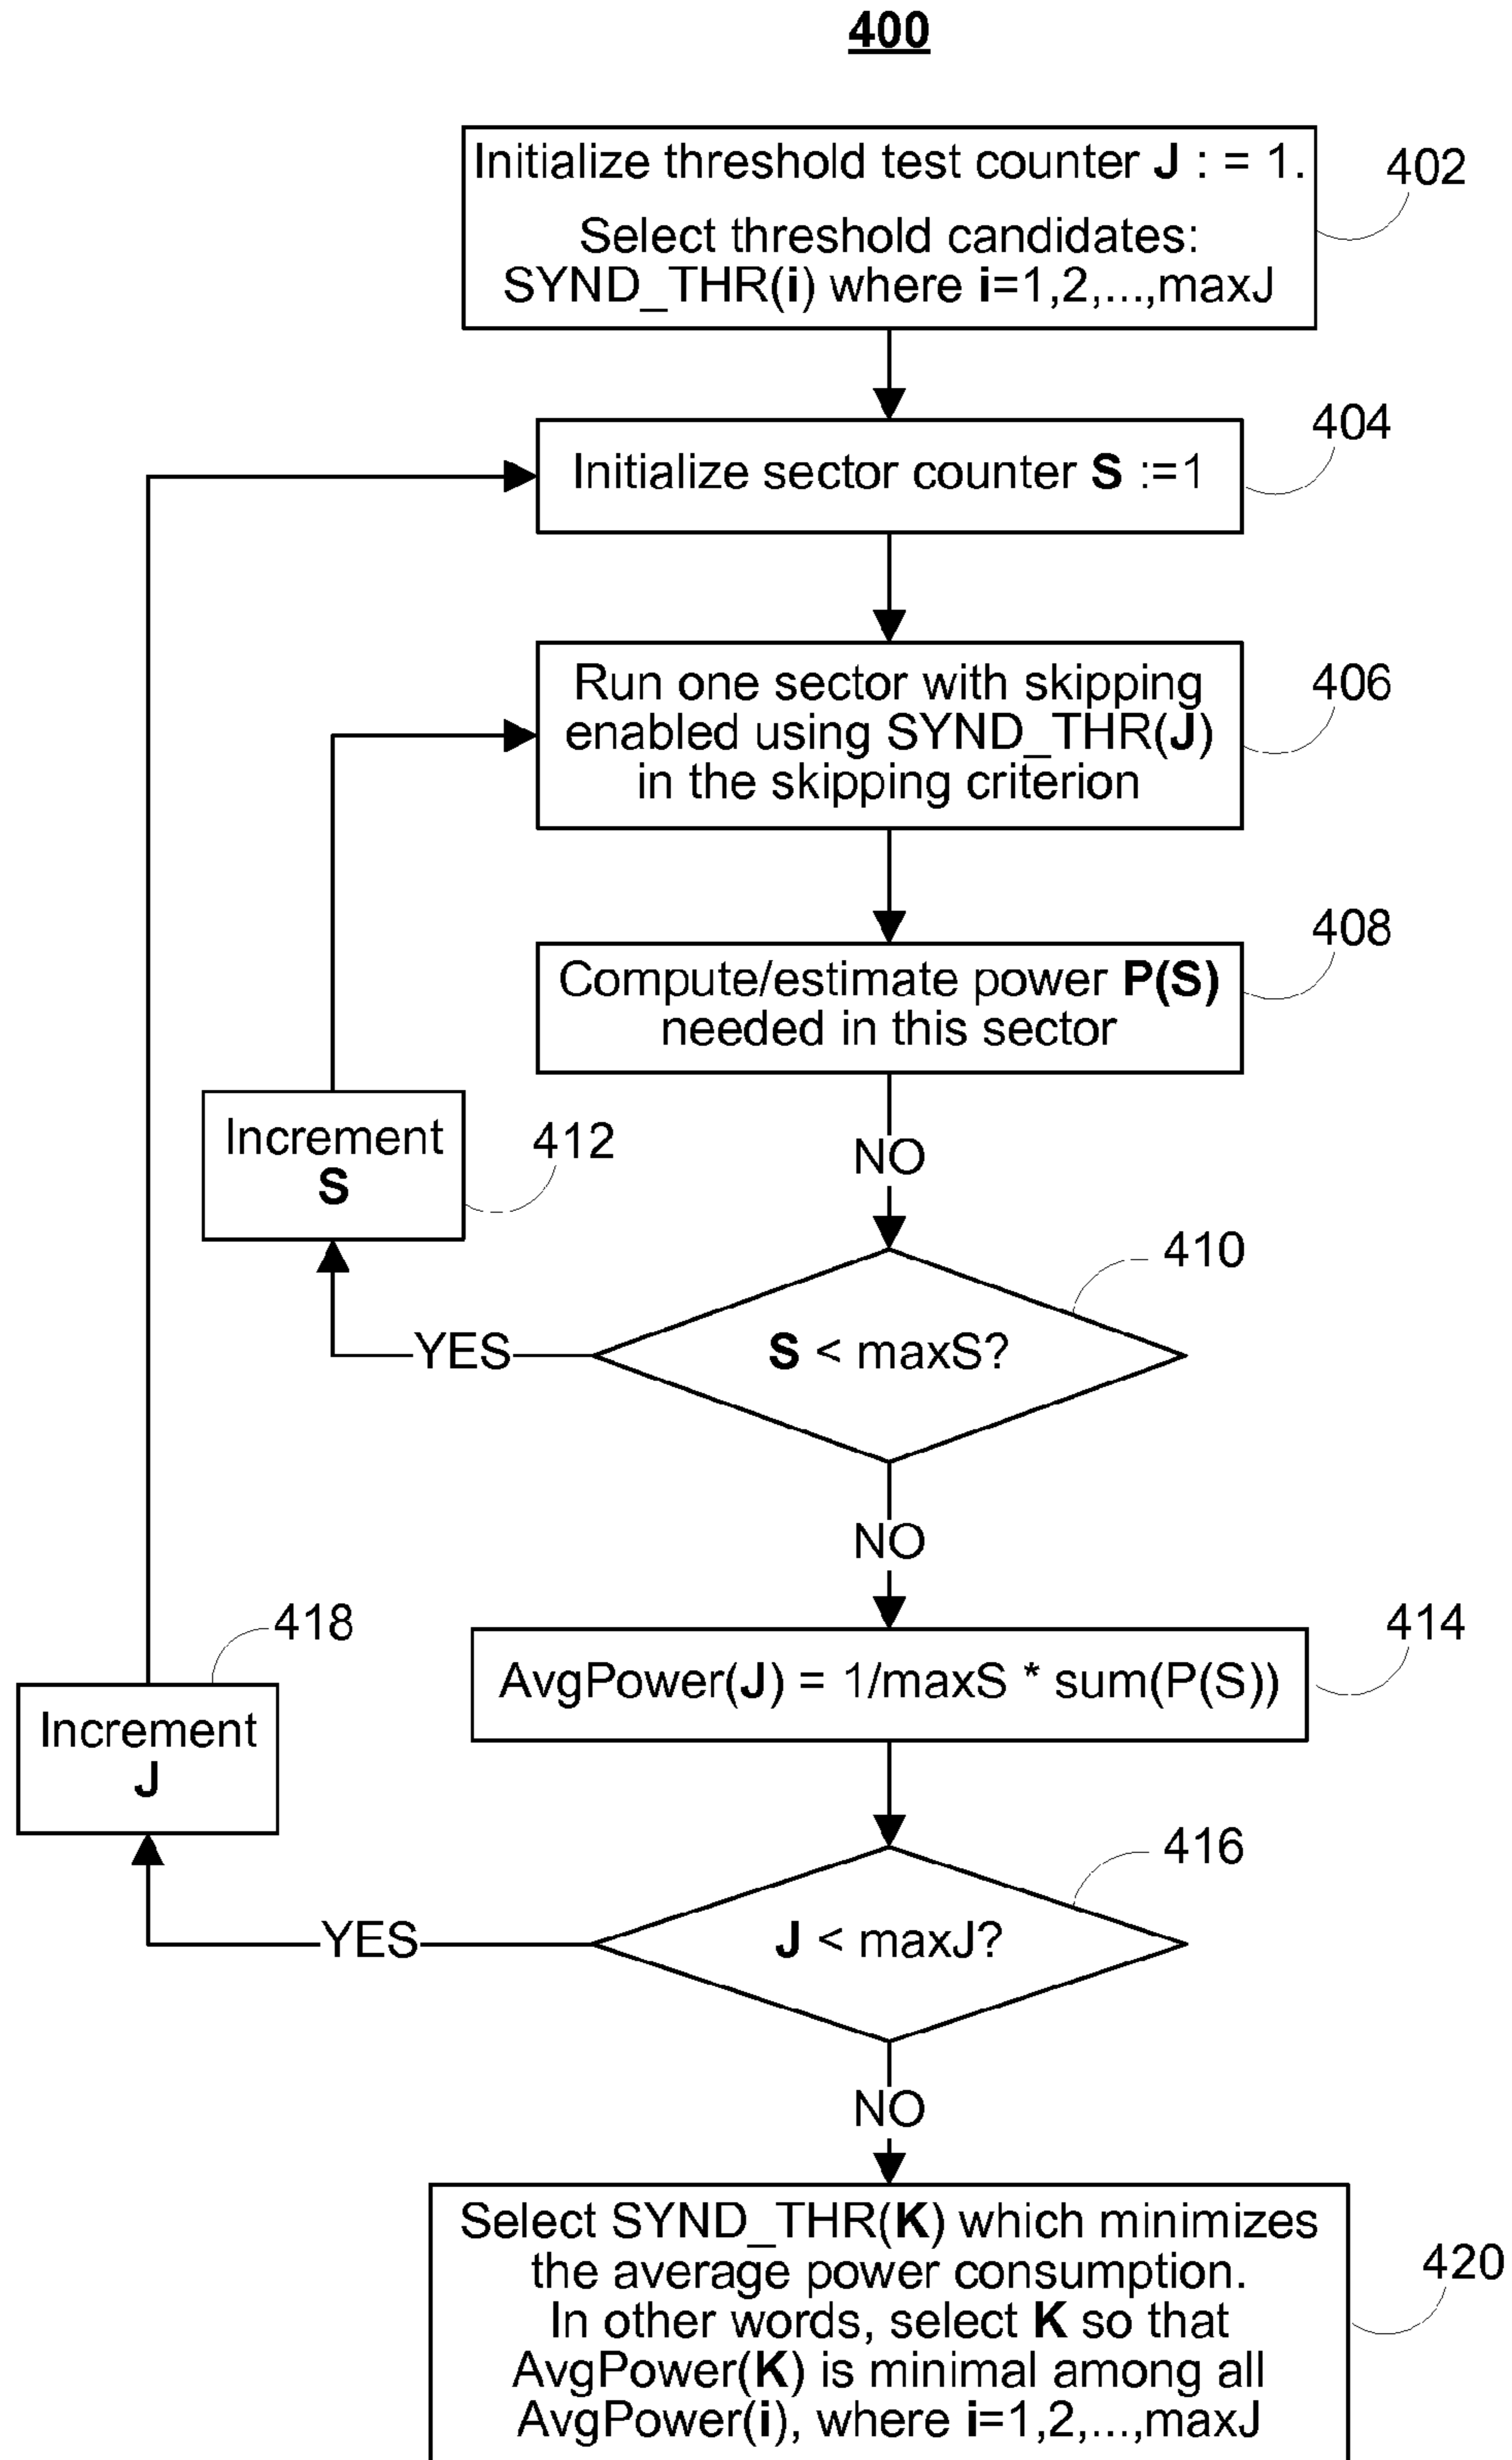 400
Initialize threshold test counter J : = 1.
402
Select threshold candidates:
SYND_THR(i) where i=1,2,...,maxJ
404
Initialize sector counter S :=1
Run one sector with skipping
406
enabled using SYND_THR(J)
in the skipping criterion
408
Compute/estimate power P(S)
needed in this sector
Increment
S
412
NO
410
S < maxS?
YES
NO
418
414
AvgPower(J) = 1/maxS * sum(P(S))
Increment
J
416
J < maxJ?
YES
NO
Select SYND_THR(K) which minimizes
the average power consumption.
420
In other words, select K so that
AvgPower(K) is minimal among all
AvgPower(i), where i=1,2,...,maxJ